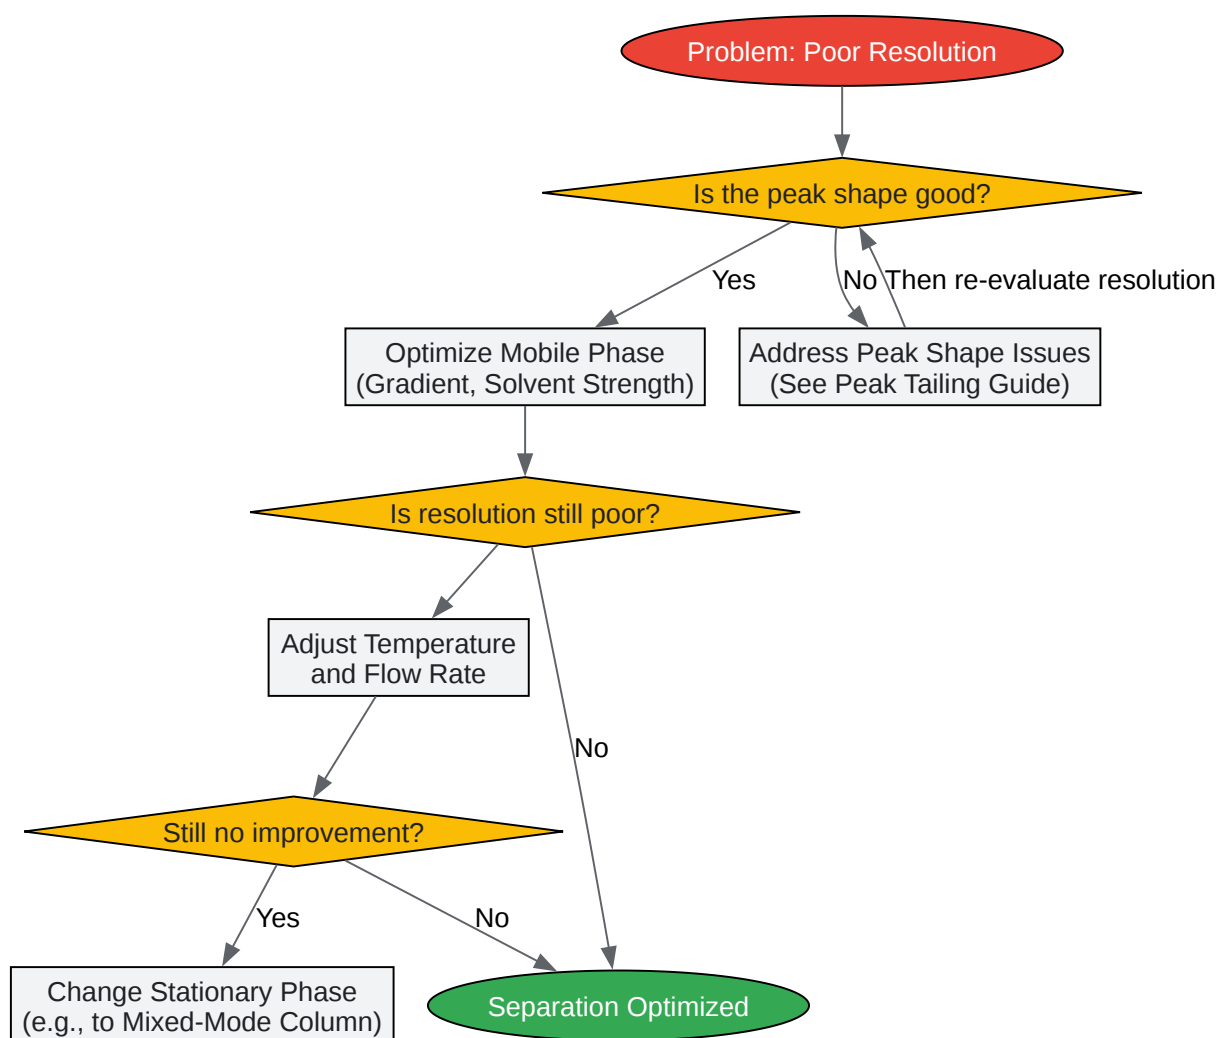 Problem: Poor Resolution
Is the peak shape good?
Yes
No
Then re-evaluate resolution
Optimize Mobile Phase
(Gradient, Solvent Strength)
Address Peak Shape Issues
(See Peak Tailing Guide)
Is resolution still poor?
Adjust Temperature
and Flow Rate
No
Still no improvement?
Yes
No
Change Stationary Phase
(e.g., to Mixed-Mode Column)
Separation Optimized